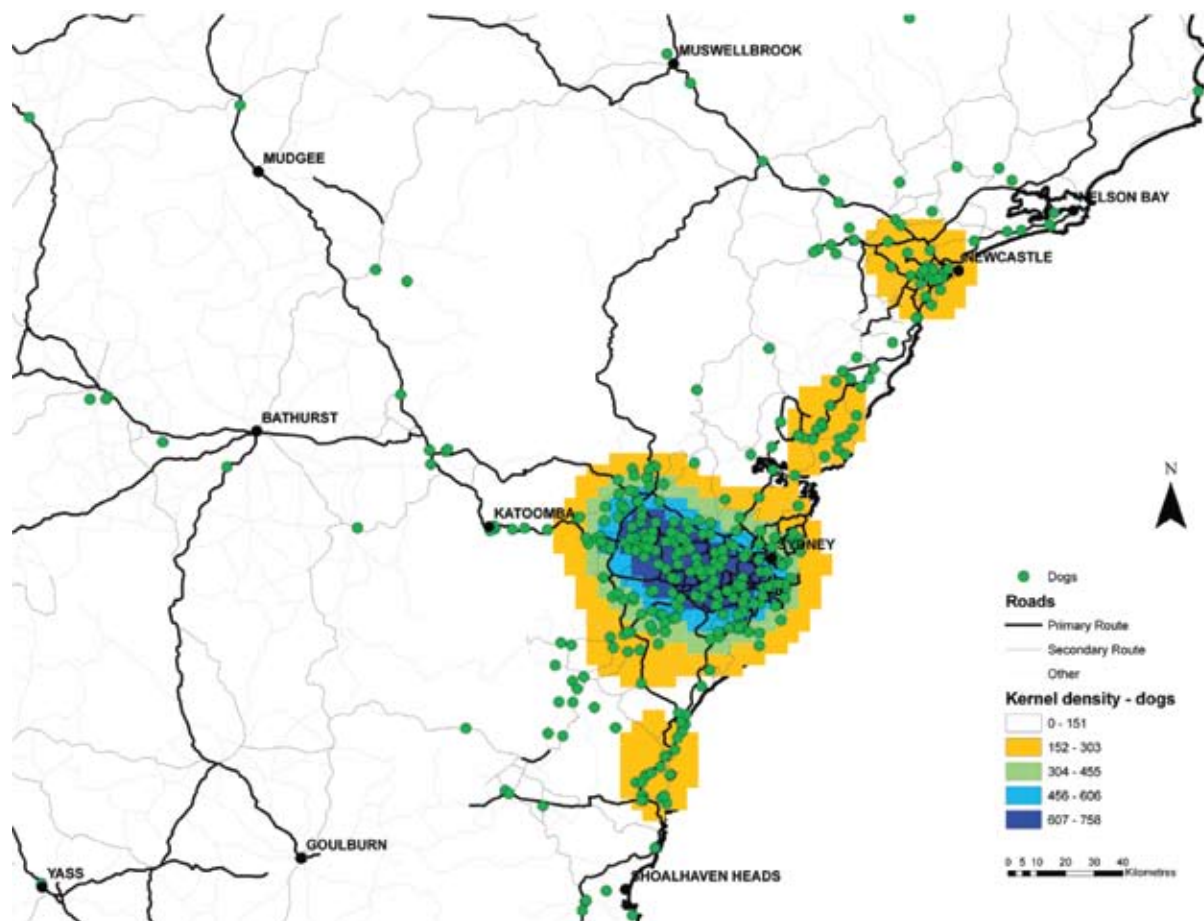 MUSWELLBROOK
MUDGEE
NELSON BAY
NEWCASTLE
BATHURST
N
KATOOMBA
SYDNEY
Dogs
Roads
Primary Route
Secondary Route
Other
Kernel density - dogs
0 - 151
152 - 303
304 - 455
456 - 606
607 - 758
GOULBURN
0 5 10 20 30 40
Kilometres
YASS
SHOALHAVEN HEADS